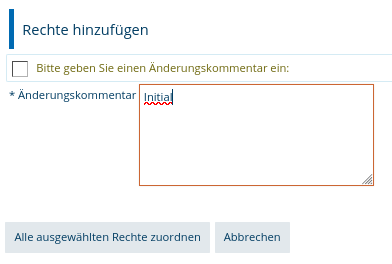 Rechte hinzufügen
Bitte geben Sie einen Änderungskommentar ein:
* Änderungskommentar
Initial
Alle ausgewählten Rechte zuordnen
Abbrechen